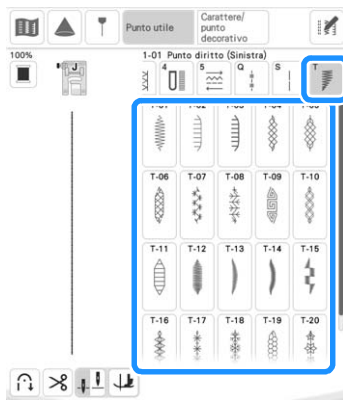 Punto utile
Carattere/
punto
decorativo
100%
1-01 Punto diritto (Sinistra)
J
4
5
Q
S
T
T-06
T-07
T-08
T-09
T-10
T-11
T-12
T-13
T-14
T-15
T-16
T-17
T-18
T-19
T-20